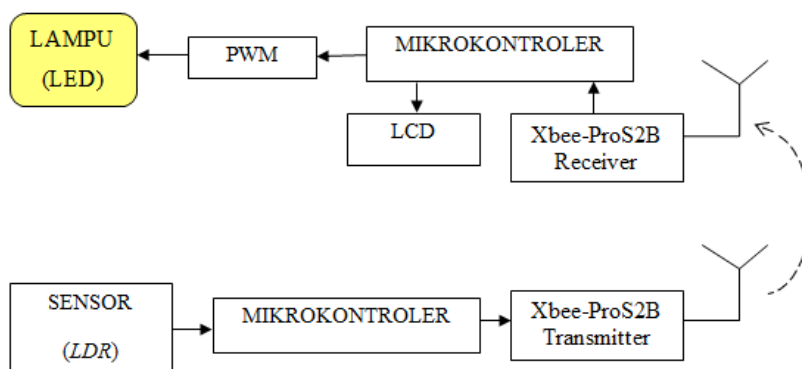 LAMPU
(LED)
PWM
MIKROKONTROLER
LCD
Xbee-ProS2B
Receiver
SENSOR
(LDR)
MIKROKONTROLER
Xbee-ProS2B
Transmitter